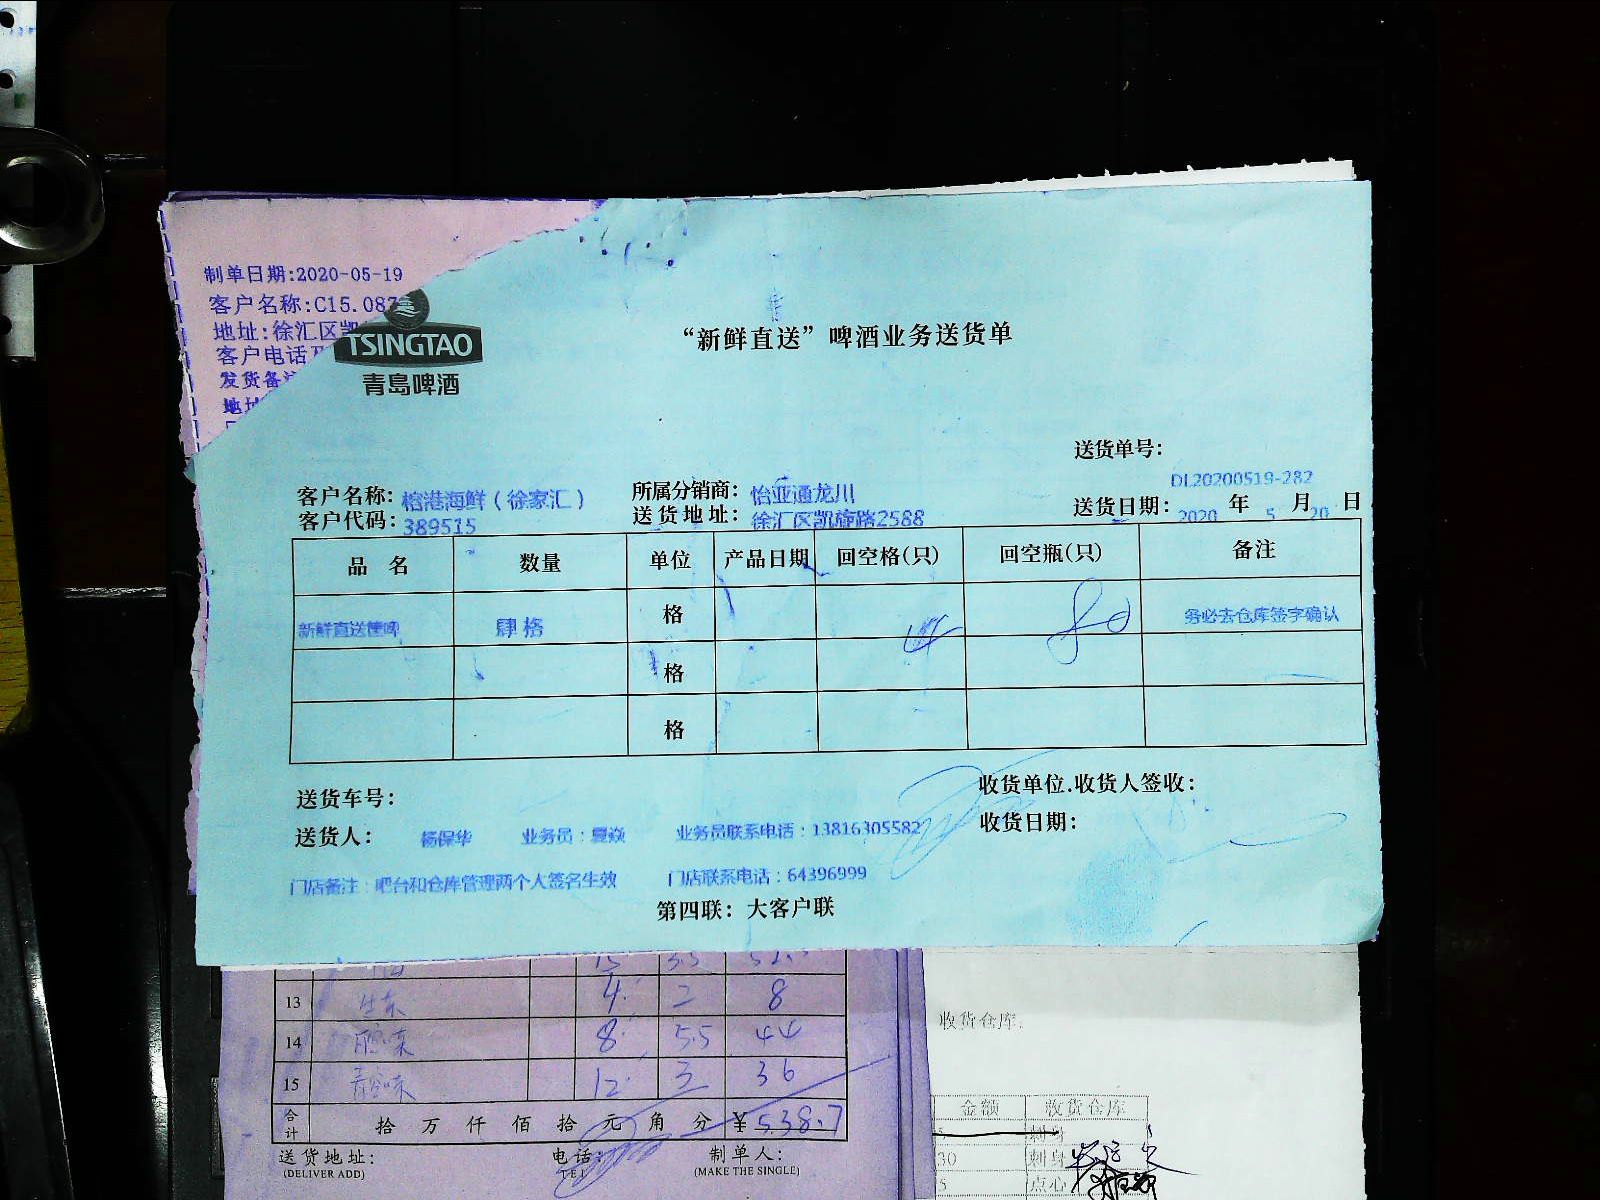 制单日期:2020-05-19
客户名称:C15.087
地址:徐汇区凯
客户电话及
发货备注
地址
TSINGTAO
青岛啤酒
“新鲜直送”啤酒业务送货单
送货单号:
DL20200519-282
客户名称: 榕港海鲜（徐家汇） 所属分销商: 怡亚通龙川
送货日期: 2020 年 5 月 20 日
客户代码: 389515 送货地址: 徐汇区凯旋路2588
品 名 数量 单位 产品日期 回空格(只) 回空瓶(只) 备注
新鲜直送筐啤 肆格 格 4 80 务必去仓库签字确认
格
格
送货车号: 收货单位.收货人签收:
送货人: 杨保华 业务员:夏焱 业务员联系电话:13816305582 收货日期:
门店备注:吧台和仓库管理两个人签名生效 门店联系电话:64396999
第四联: 大客户联
13 生菜 4 2 8
14 8 5.5 44
15 12 3 36
合计 拾 万 仟 佰 拾 元 角 分 ¥ 538.7
送货地址: 电话: 制单人:
(DELIVER ADD) TEL (MAKE THE SINGLE)
收货仓库:
金额 收货仓库
刺身
30 刺身
5 点心